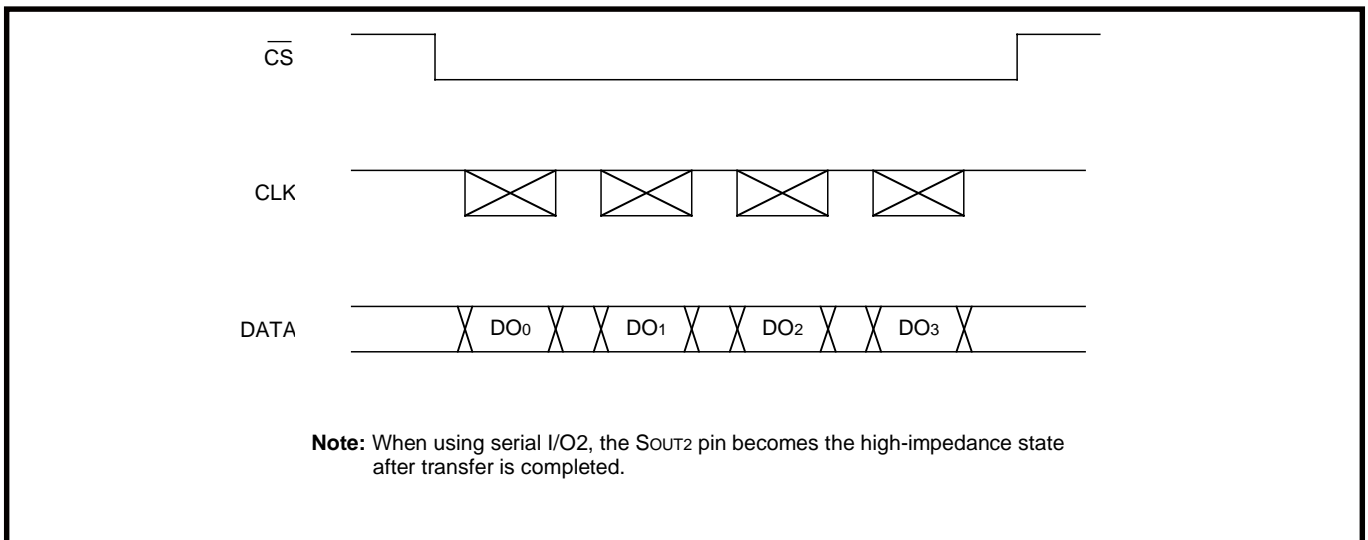 CS
CLK
DATA
DO0 DO1 DO2 DO3
Note: When using serial I/O2, the SOUT2 pin becomes the high-impedance state
after transfer is completed.